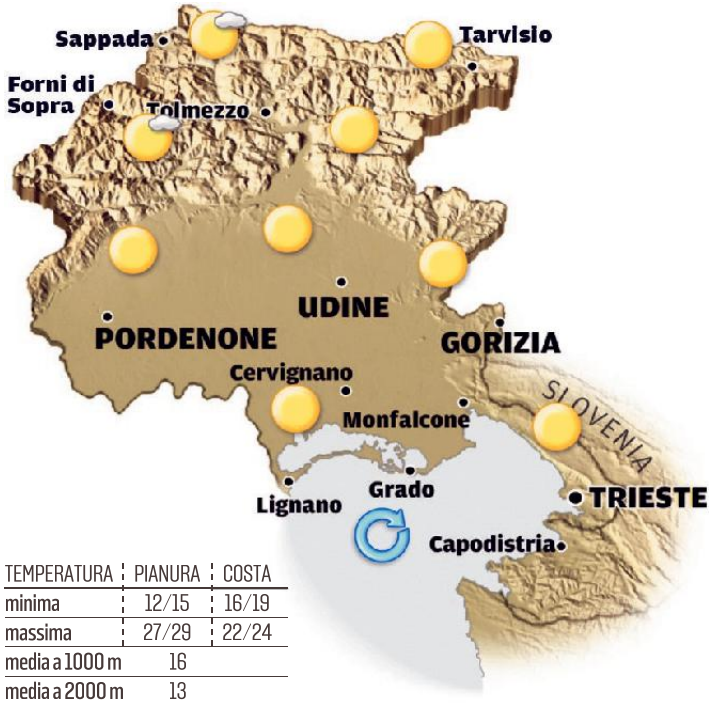 Sappada
Tarvisio
Forni di
Sopra
Tolmezzo
UDINE
PORDENONE
GORIZIA
Cervignano
SLOVENIA
Monfalcone
Grado
Lignano
TRIESTE
Capodistria
TEMPERATURA PIANURA COSTA
minima 12/15 16/19
massima 27/29 22/24
media a 1000 m 16
media a 2000 m 13